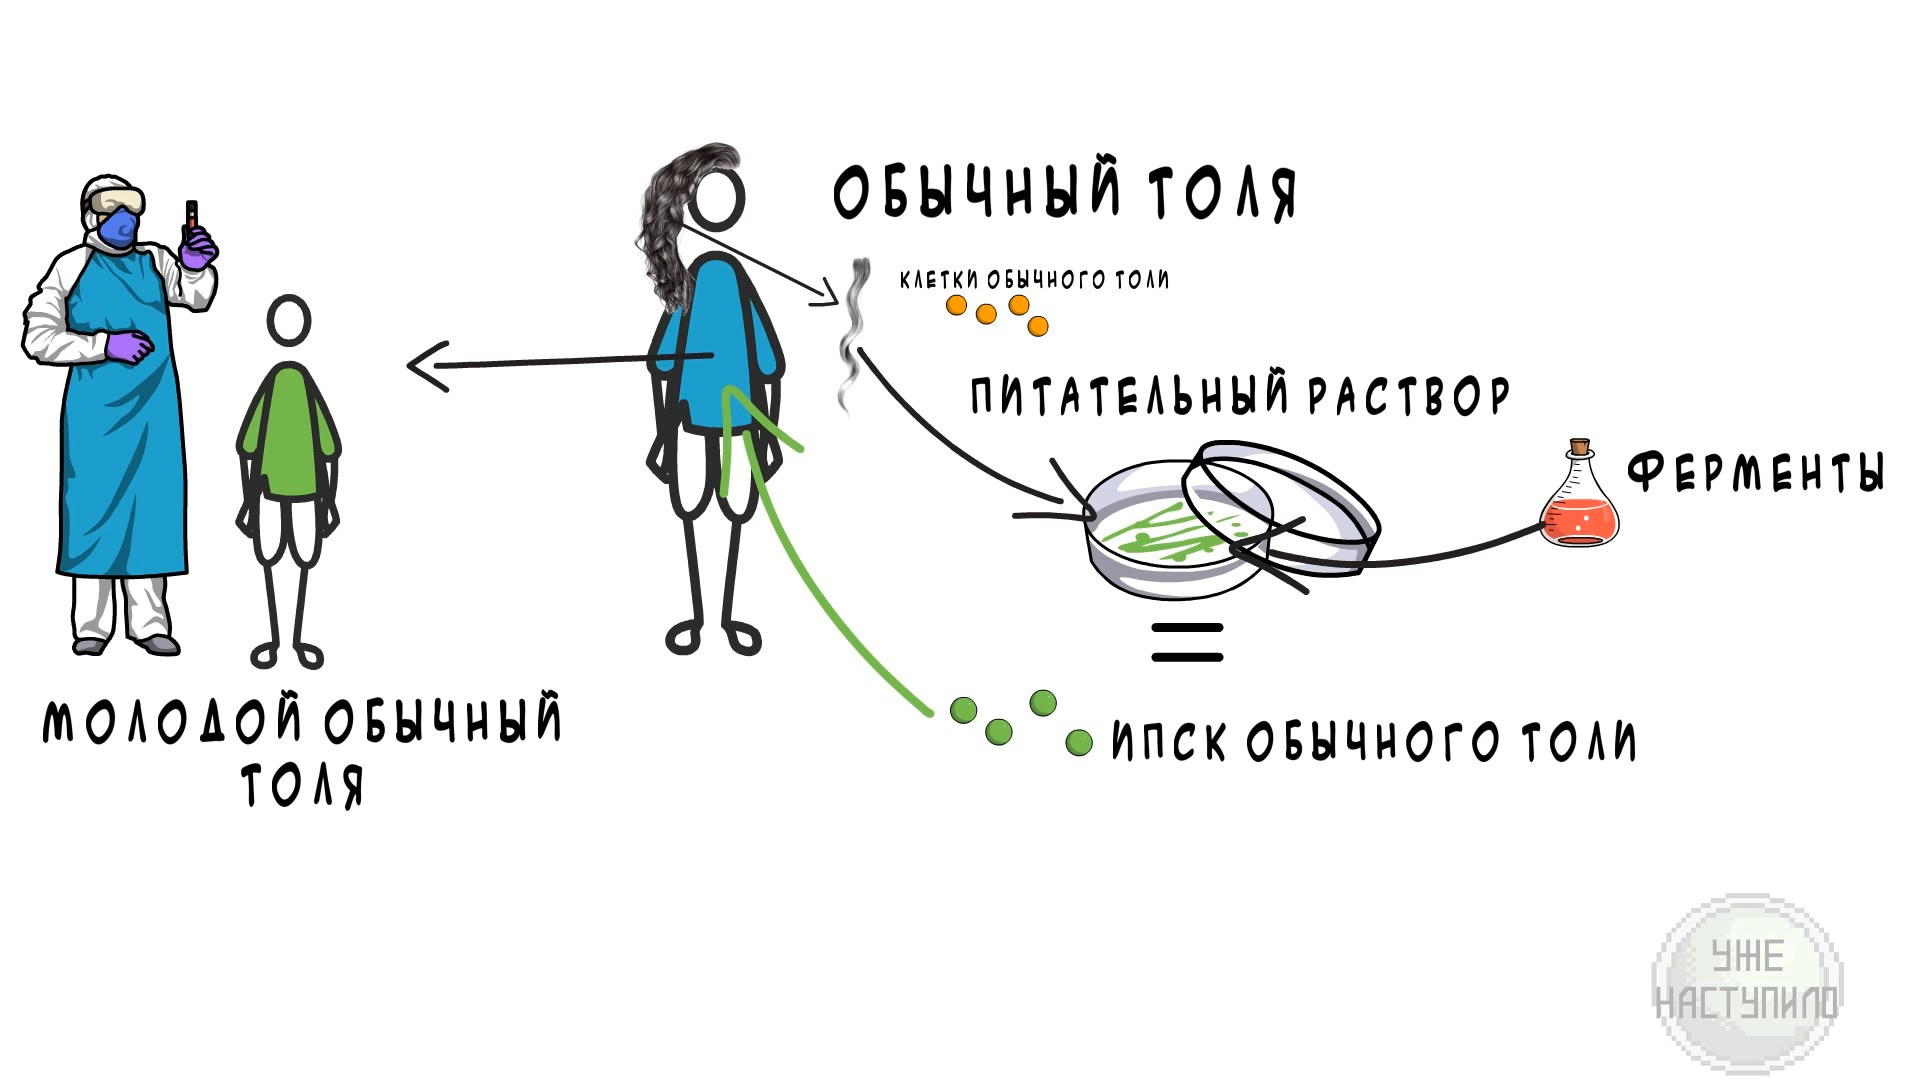 ОБЫЧНЫЙ ТОЛЯ
КЛЕТКИ ОБЫЧНОГО ТОЛИ
ПИТАТЕЛЬНЫЙ РАСТВОР
ФЕРМЕНТЫ
ИПСК ОБЫЧНОГО ТОЛИ
МОЛОДОЙ ОБЫЧНЫЙ
ТОЛЯ
УЖЕ
НАСТУПИЛО